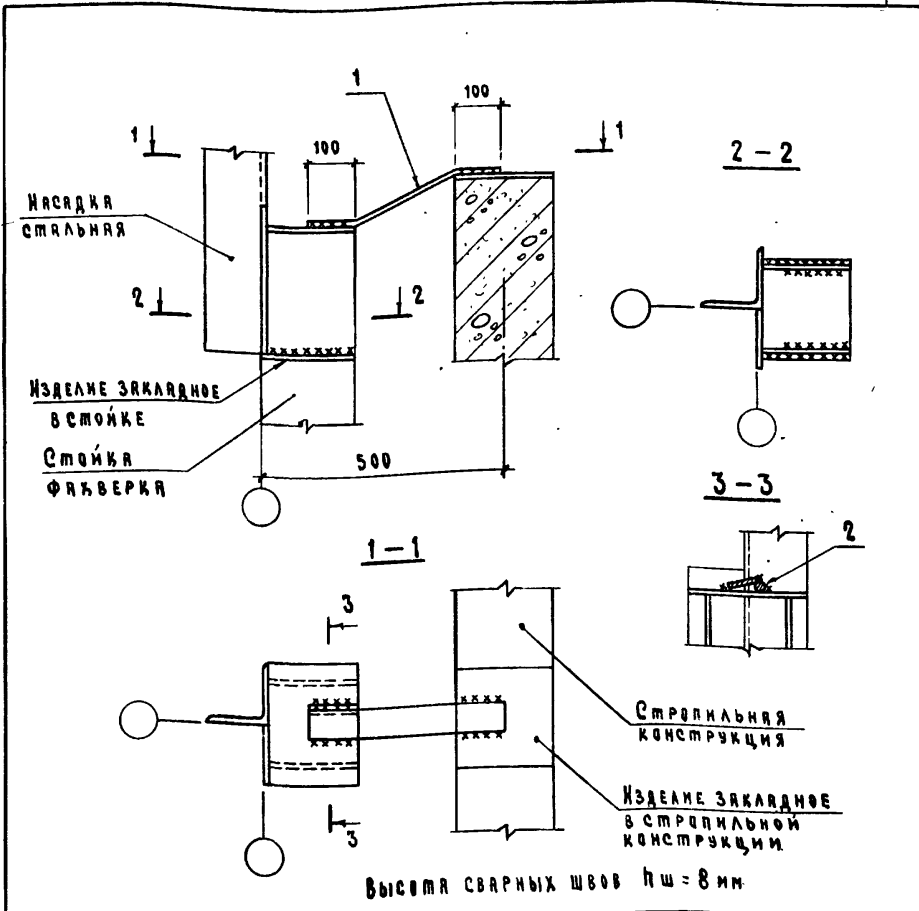 1
100
1
1
100
2 – 2
Насадка
стальная
2
2
Изделие закладное
в стойке
Стойка
фахверка
500
3 – 3
2
1 – 1
3
Стропильная
конструкция
Изделие закладное
в стропильной
конструкции
3
Высота сварных швов hш = 8 мм